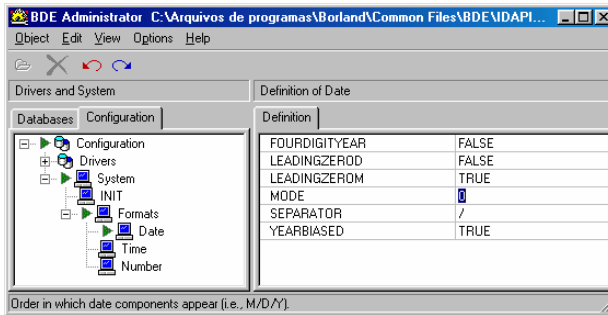 BDE Administrator C:\Arquivos de programas\Borland\Common Files\BDE\IDAPI...
Object Edit View Options Help
Drivers and System
Definition of Date
Databases Configuration
Definition
Configuration
Drivers
System
INIT
Formats
Date
Time
Number
FOURDIGITYEAR FALSE
LEADINGZEROD FALSE
LEADINGZEROM TRUE
MODE 0
SEPARATOR /
YEARBIASED TRUE
Order in which date components appear (i.e., M/D/Y).